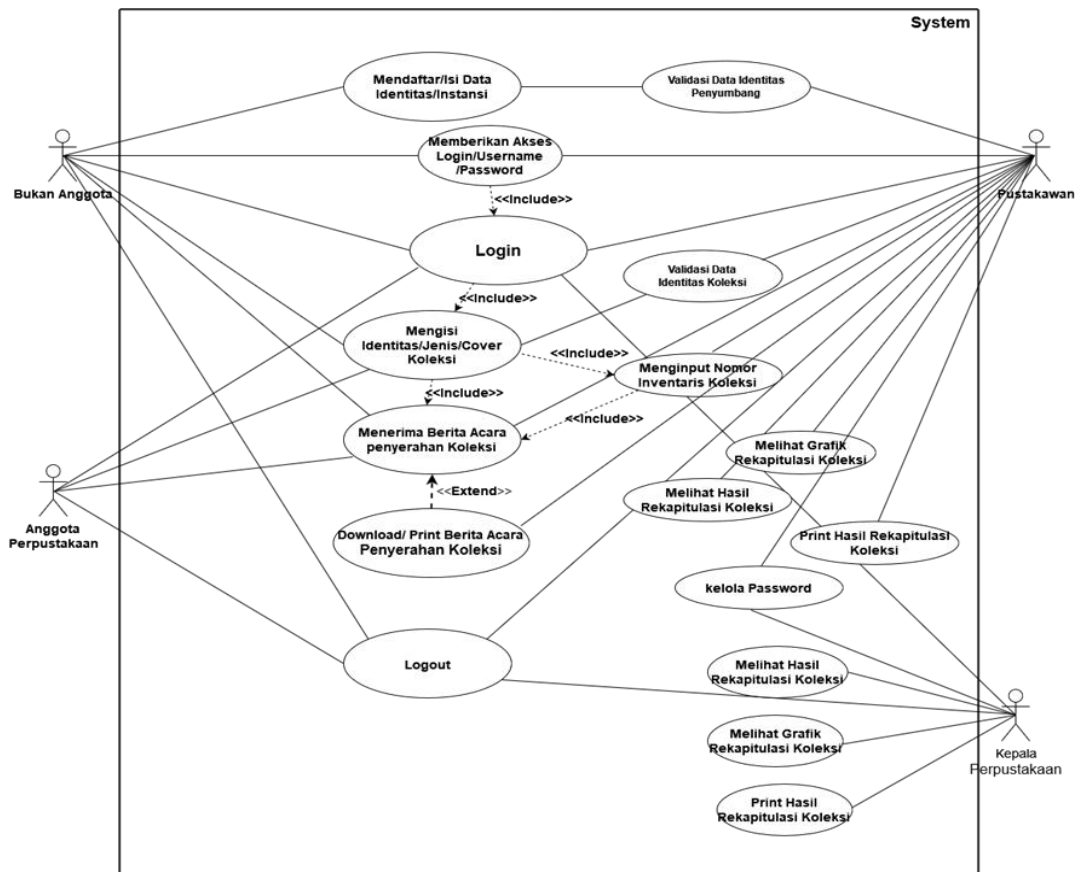 System
Mendaftar/Isi Data
Identitas/Instansi
Validasi Data Identitas
Penyumbang
Bukan Anggota
Memberikan Akses
Login/Username
/Password
Pustakawan
<<Include>>
Login
Validasi Data
Identitas Koleksi
<<Include>>
Mengisi
Identitas/Jenis/Cover
Koleksi
<<Include>>
Menginput Nomor
Inventaris Koleksi
<<Include>>
<<Include>>
Menerima Berita Acara
penyerahan Koleksi
Melihat Grafik
Rekapitulasi Koleksi
<<Extend>>
Melihat Hasil
Rekapitulasi Koleksi
Anggota
Perpustakaan
Download/ Print Berita Acara
Penyerahan Koleksi
Print Hasil Rekapitulasi
Koleksi
kelola Password
Logout
Melihat Hasil
Rekapitulasi Koleksi
Melihat Grafik
Rekapitulasi Koleksi
Kepala
Perpustakaan
Print Hasil
Rekapitulasi Koleksi